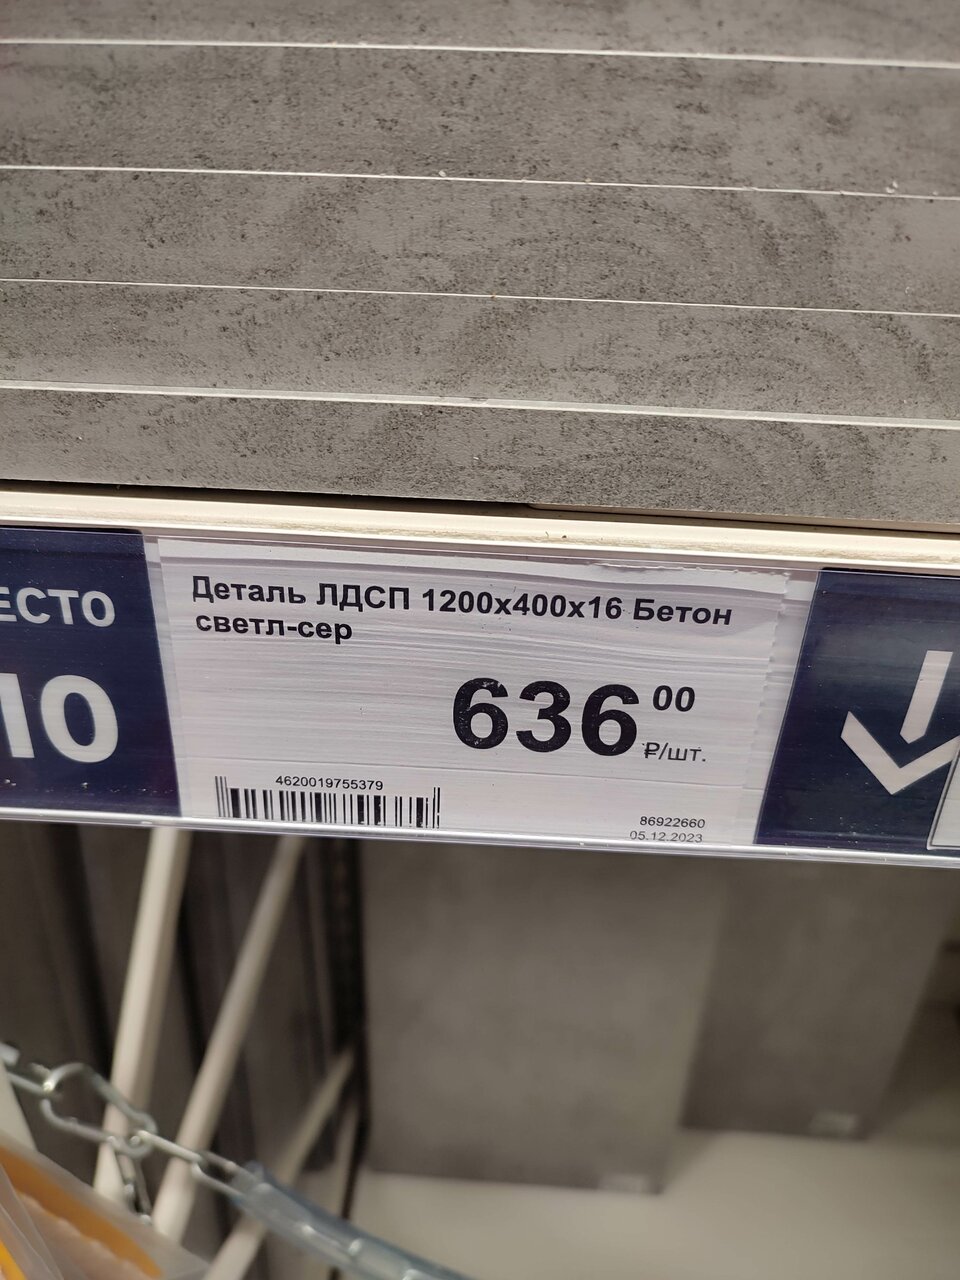 ЕСТО
10
Деталь ЛДСП 1200х400х16 Бетон
светл-сер
636 00
₽/шт.
4620019755379
86922660
05.12.2023